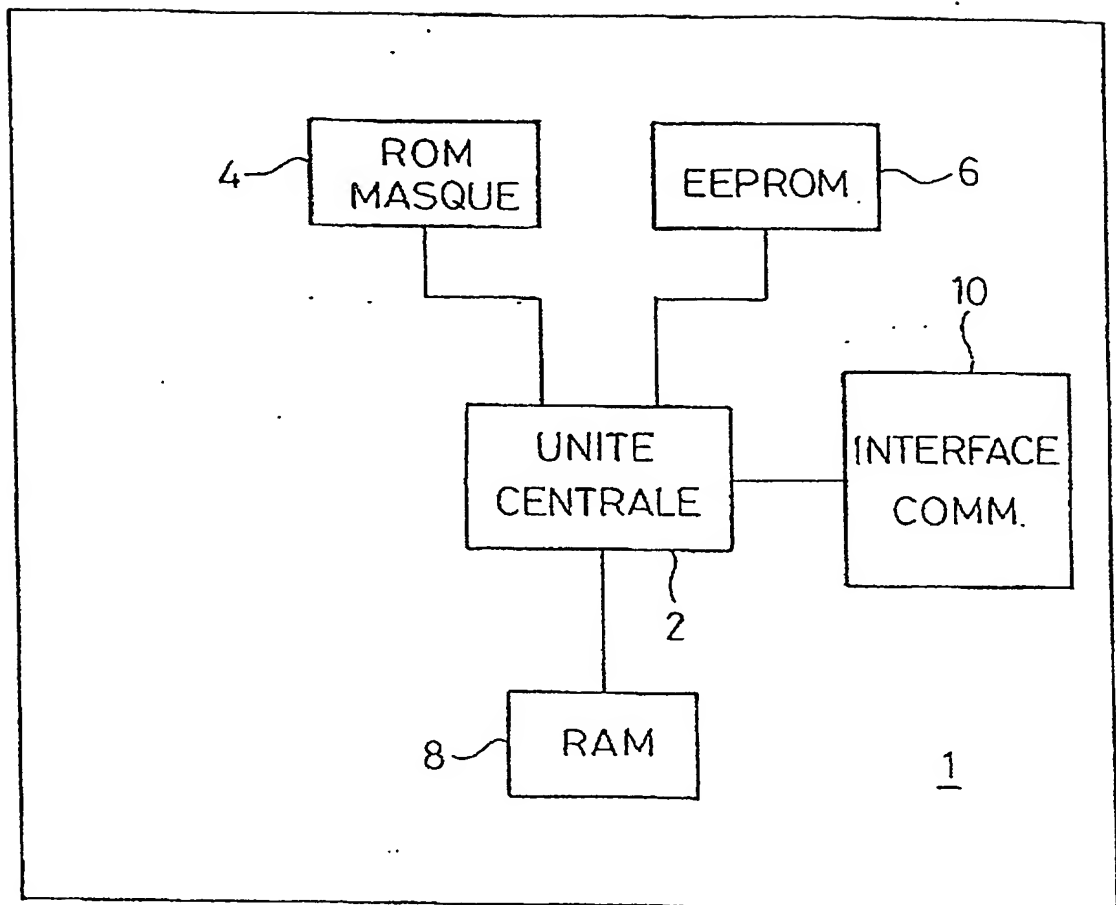 ROM
MASQUE
4
EEPROM.
6
10
UNITE
CENTRALE
INTERFACE
COMM.
2
8
RAM
1